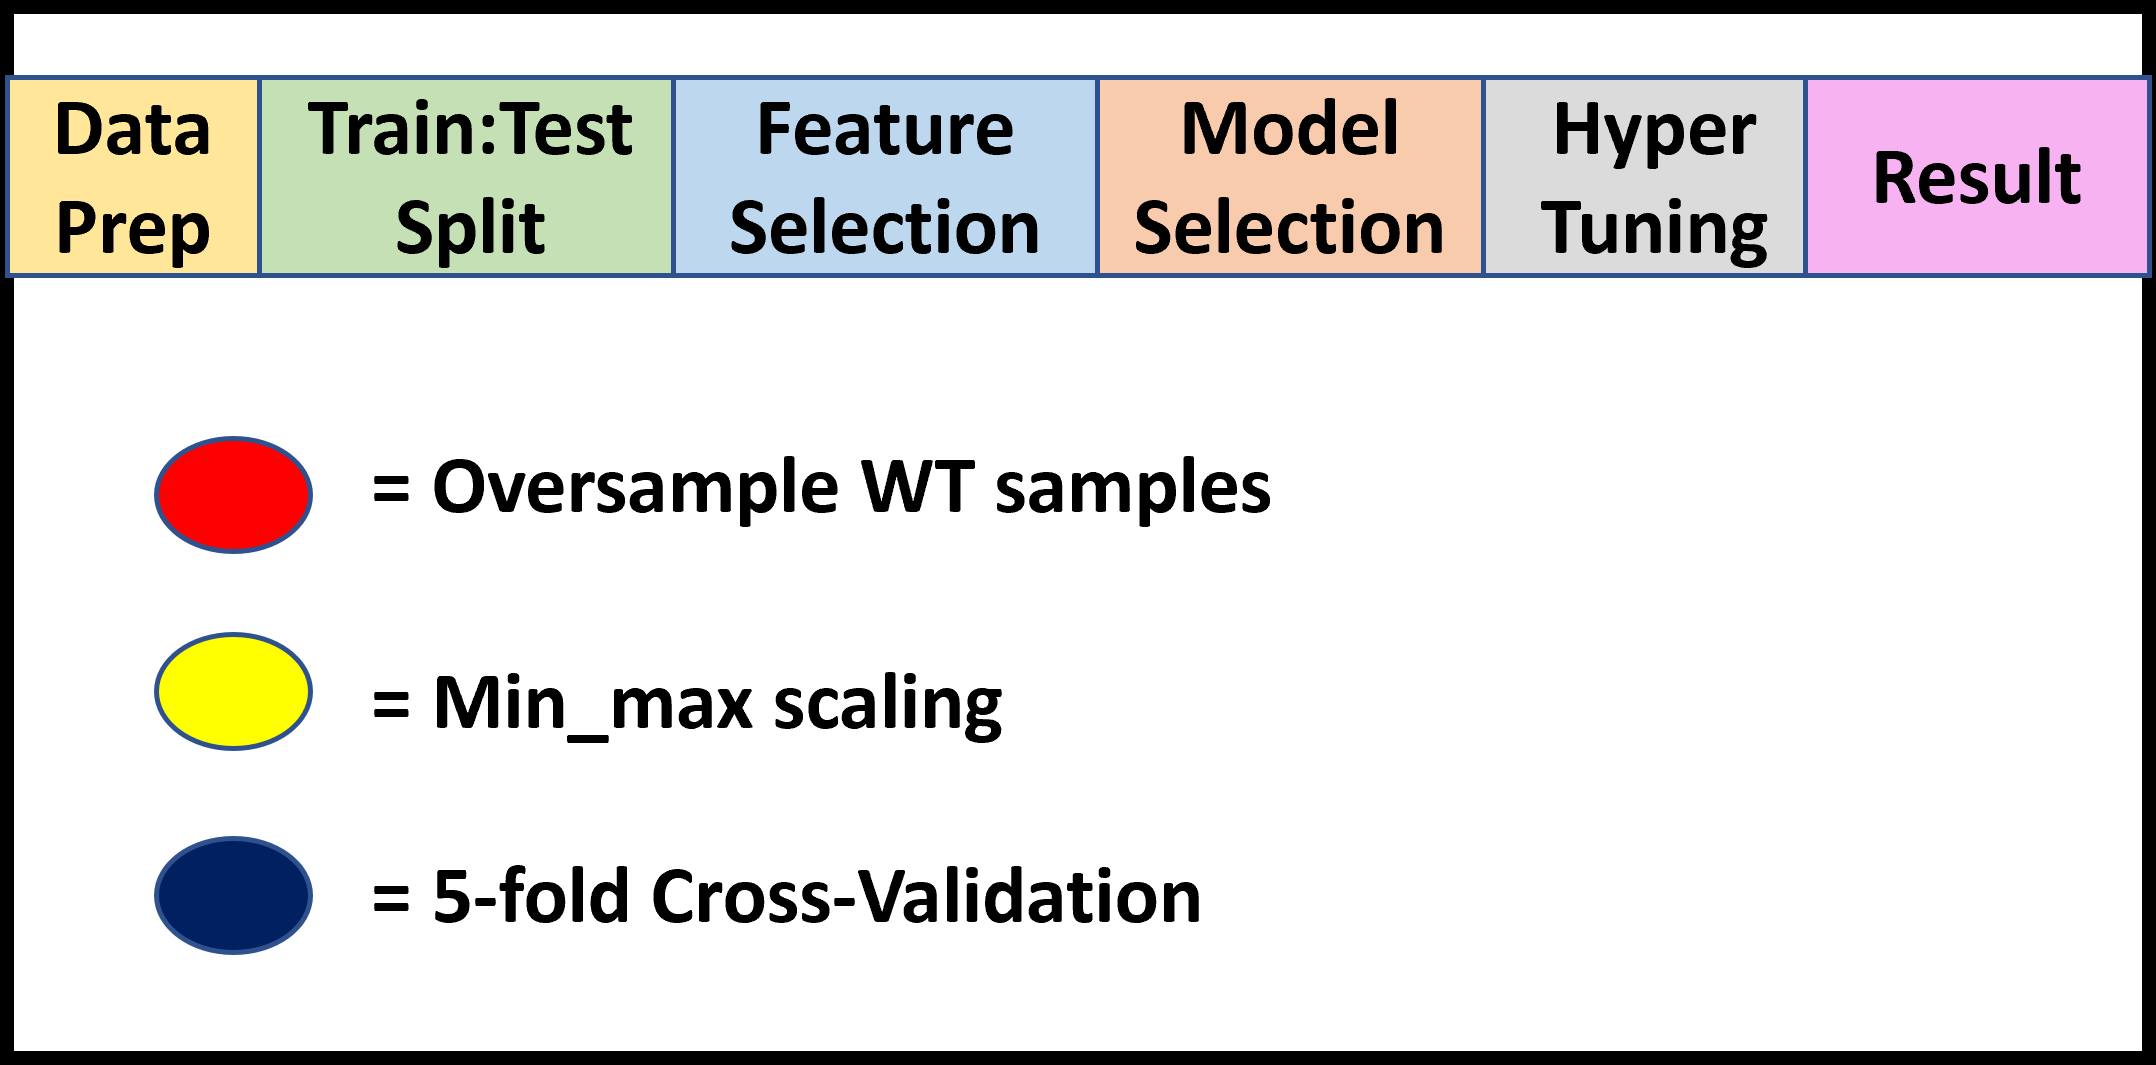 Data
Prep
Train:Test
Split
Feature
Selection
Model
Selection
Hyper
Tuning
Result
= Oversample WT samples
= Min_max scaling
= 5-fold Cross-Validation